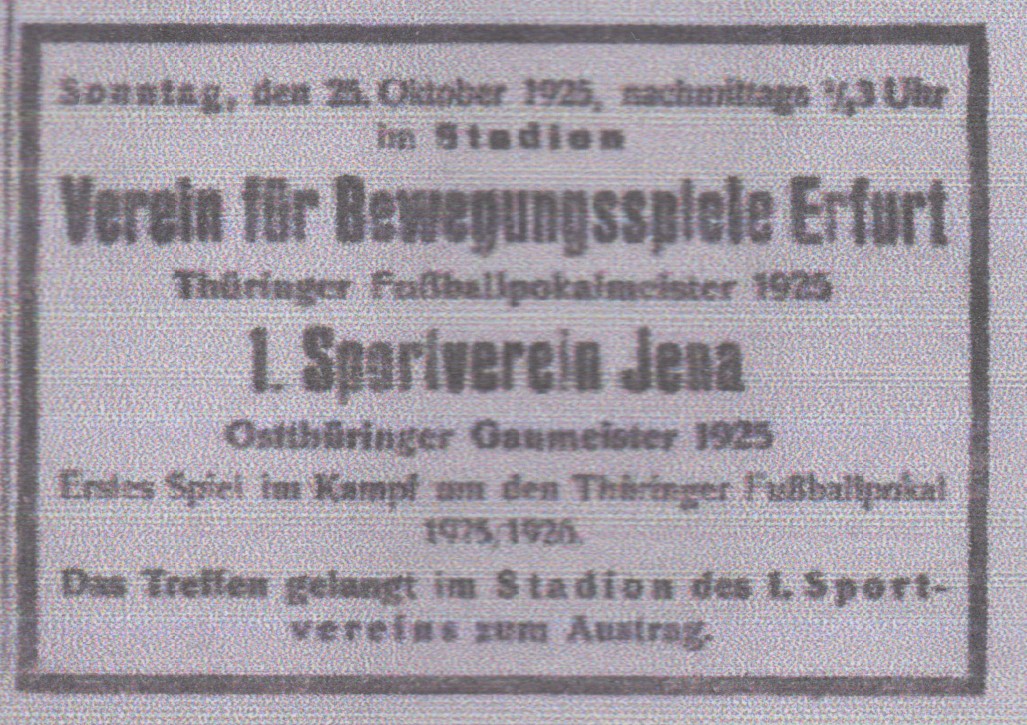 Sonntag, den 25. Oktober 1925, nachmittags 3 Uhr
im Stadion
Verein für Bewegungsspiele Erfurt
Thüringer Fußballpokalmeister 1925
1. Sportverein Jena
Ostthüringer Gaumeister 1925
Erstes Spiel im Kampf um den Thüringer Fußballpokal
1925/1926.
Das Treffen gelangt im Stadion des 1. Sport-
vereins zum Austrag.